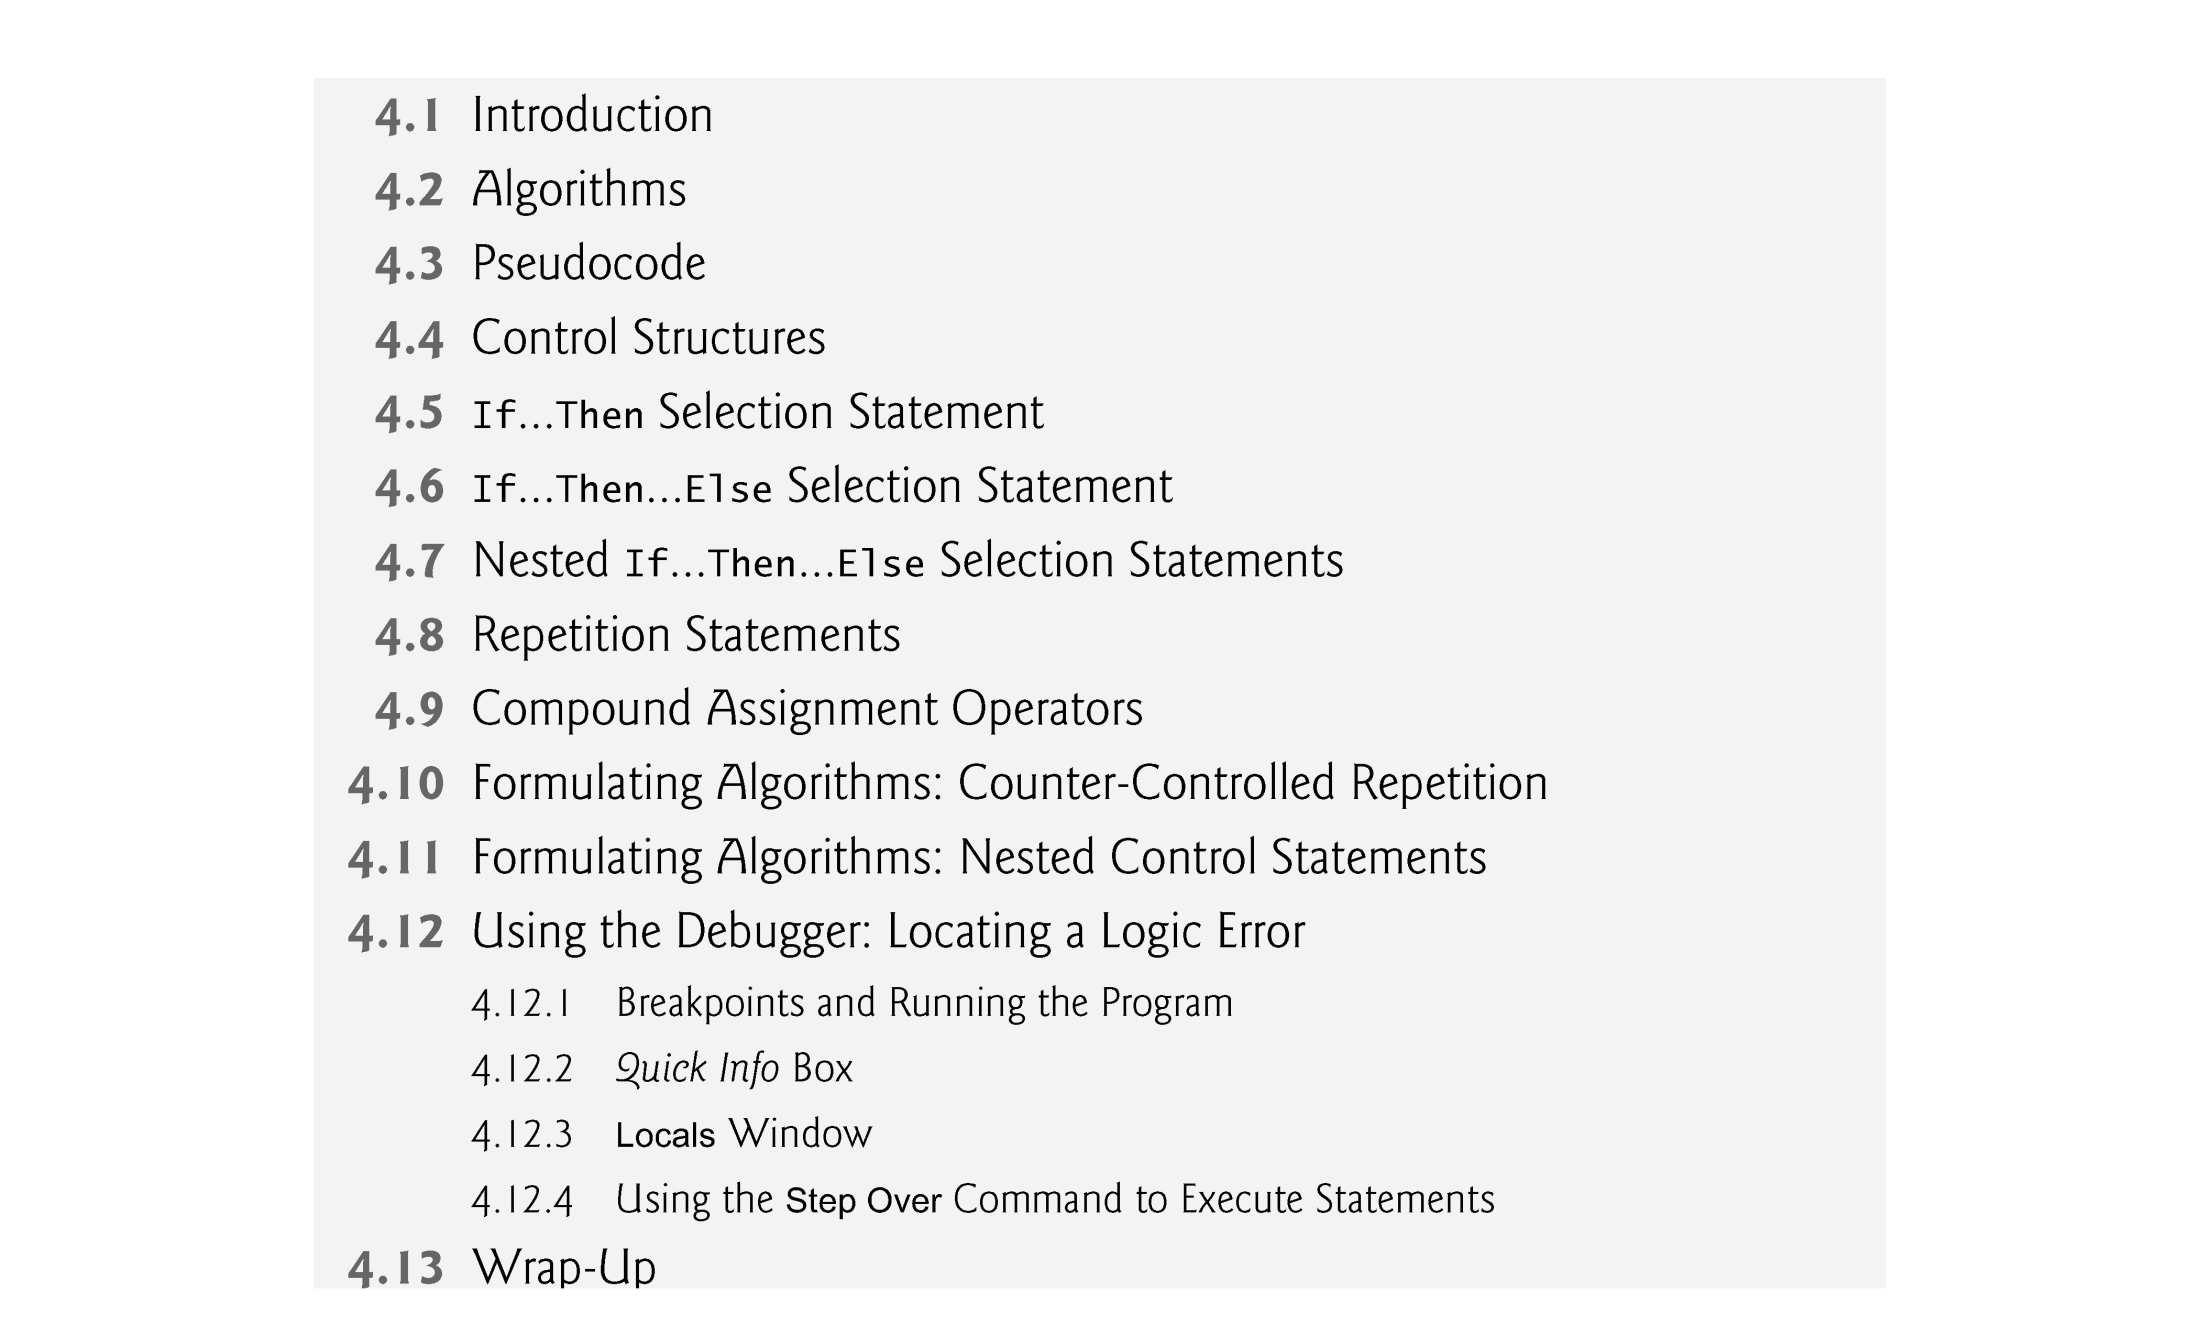 4.1 Introduction
4.2 Algorithms
4.3 Pseudocode
4.4 Control Structures
4.5 If...Then Selection Statement
4.6 If...Then...Else Selection Statement
4.7 Nested If...Then...Else Selection Statements
4.8 Repetition Statements
4.9 Compound Assignment Operators
4.10 Formulating Algorithms: Counter-Controlled Repetition
4.11 Formulating Algorithms: Nested Control Statements
4.12 Using the Debugger: Locating a Logic Error
4.12.1 Breakpoints and Running the Program
4.12.2 Quick Info Box
4.12.3 Locals Window
4.12.4 Using the Step Over Command to Execute Statements
4.13 Wrap-Up